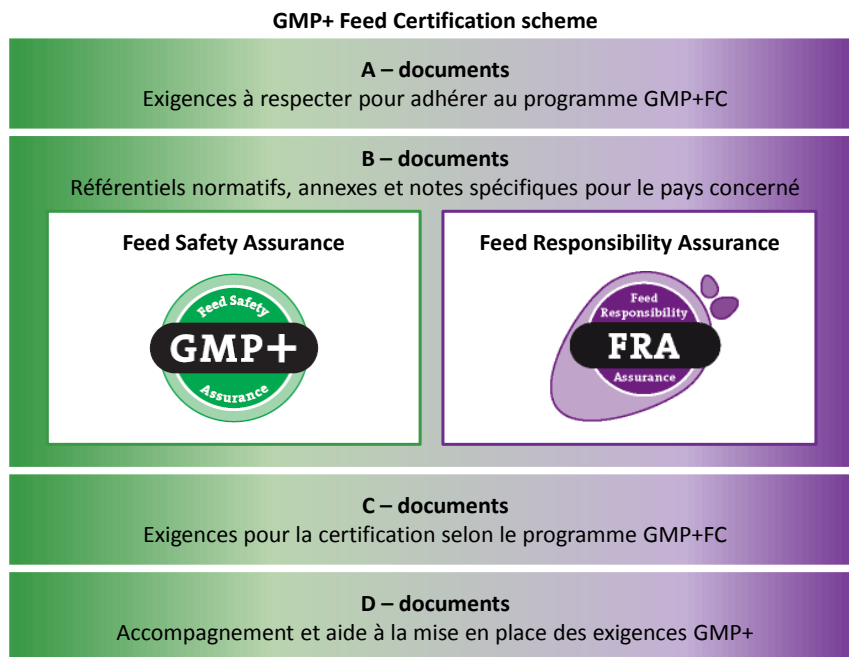 GMP+ Feed Certification scheme
A – documents
Exigences à respecter pour adhérer au programme GMP+FC
B – documents
Référentiels normatifs, annexes et notes spécifiques pour le pays concerné
Feed Safety Assurance
Feed Safety
GMP+
Assurance
Feed Responsibility Assurance
Feed
Responsibility
FRA
Assurance
C – documents
Exigences pour la certification selon le programme GMP+FC
D – documents
Accompagnement et aide à la mise en place des exigences GMP+